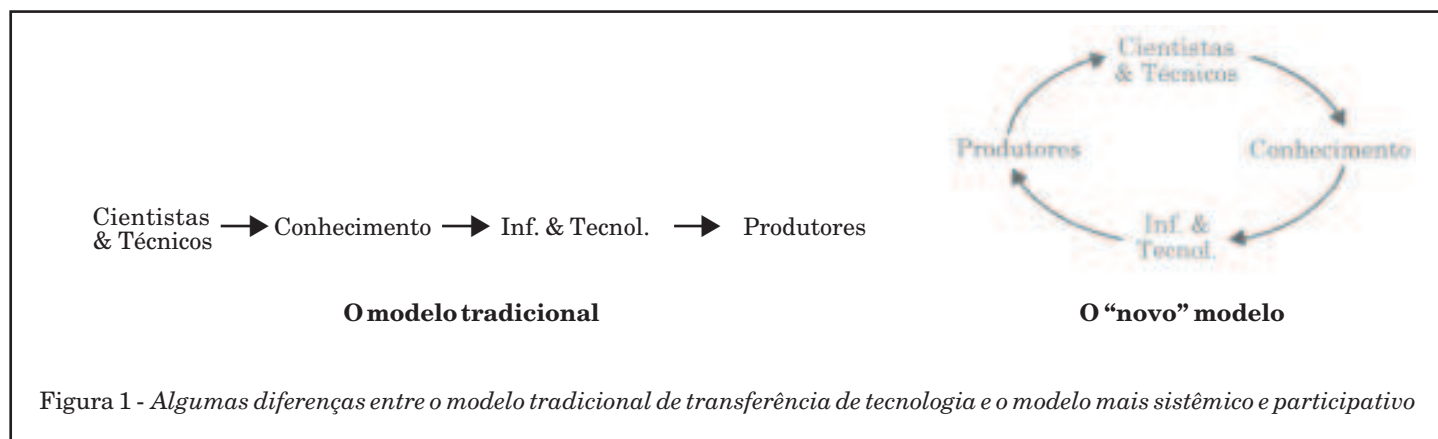 Cientistas
& Técnicos
Conhecimento
Inf. & Tecnol.
Produtores
O modelo tradicional
Cientistas
& Técnicos
Produtores
Conhecimento
Inf. &
Tecnol.
O “novo” modelo
Figura 1 - Algumas diferenças entre o modelo tradicional de transferência de tecnologia e o modelo mais sistêmico e participativo